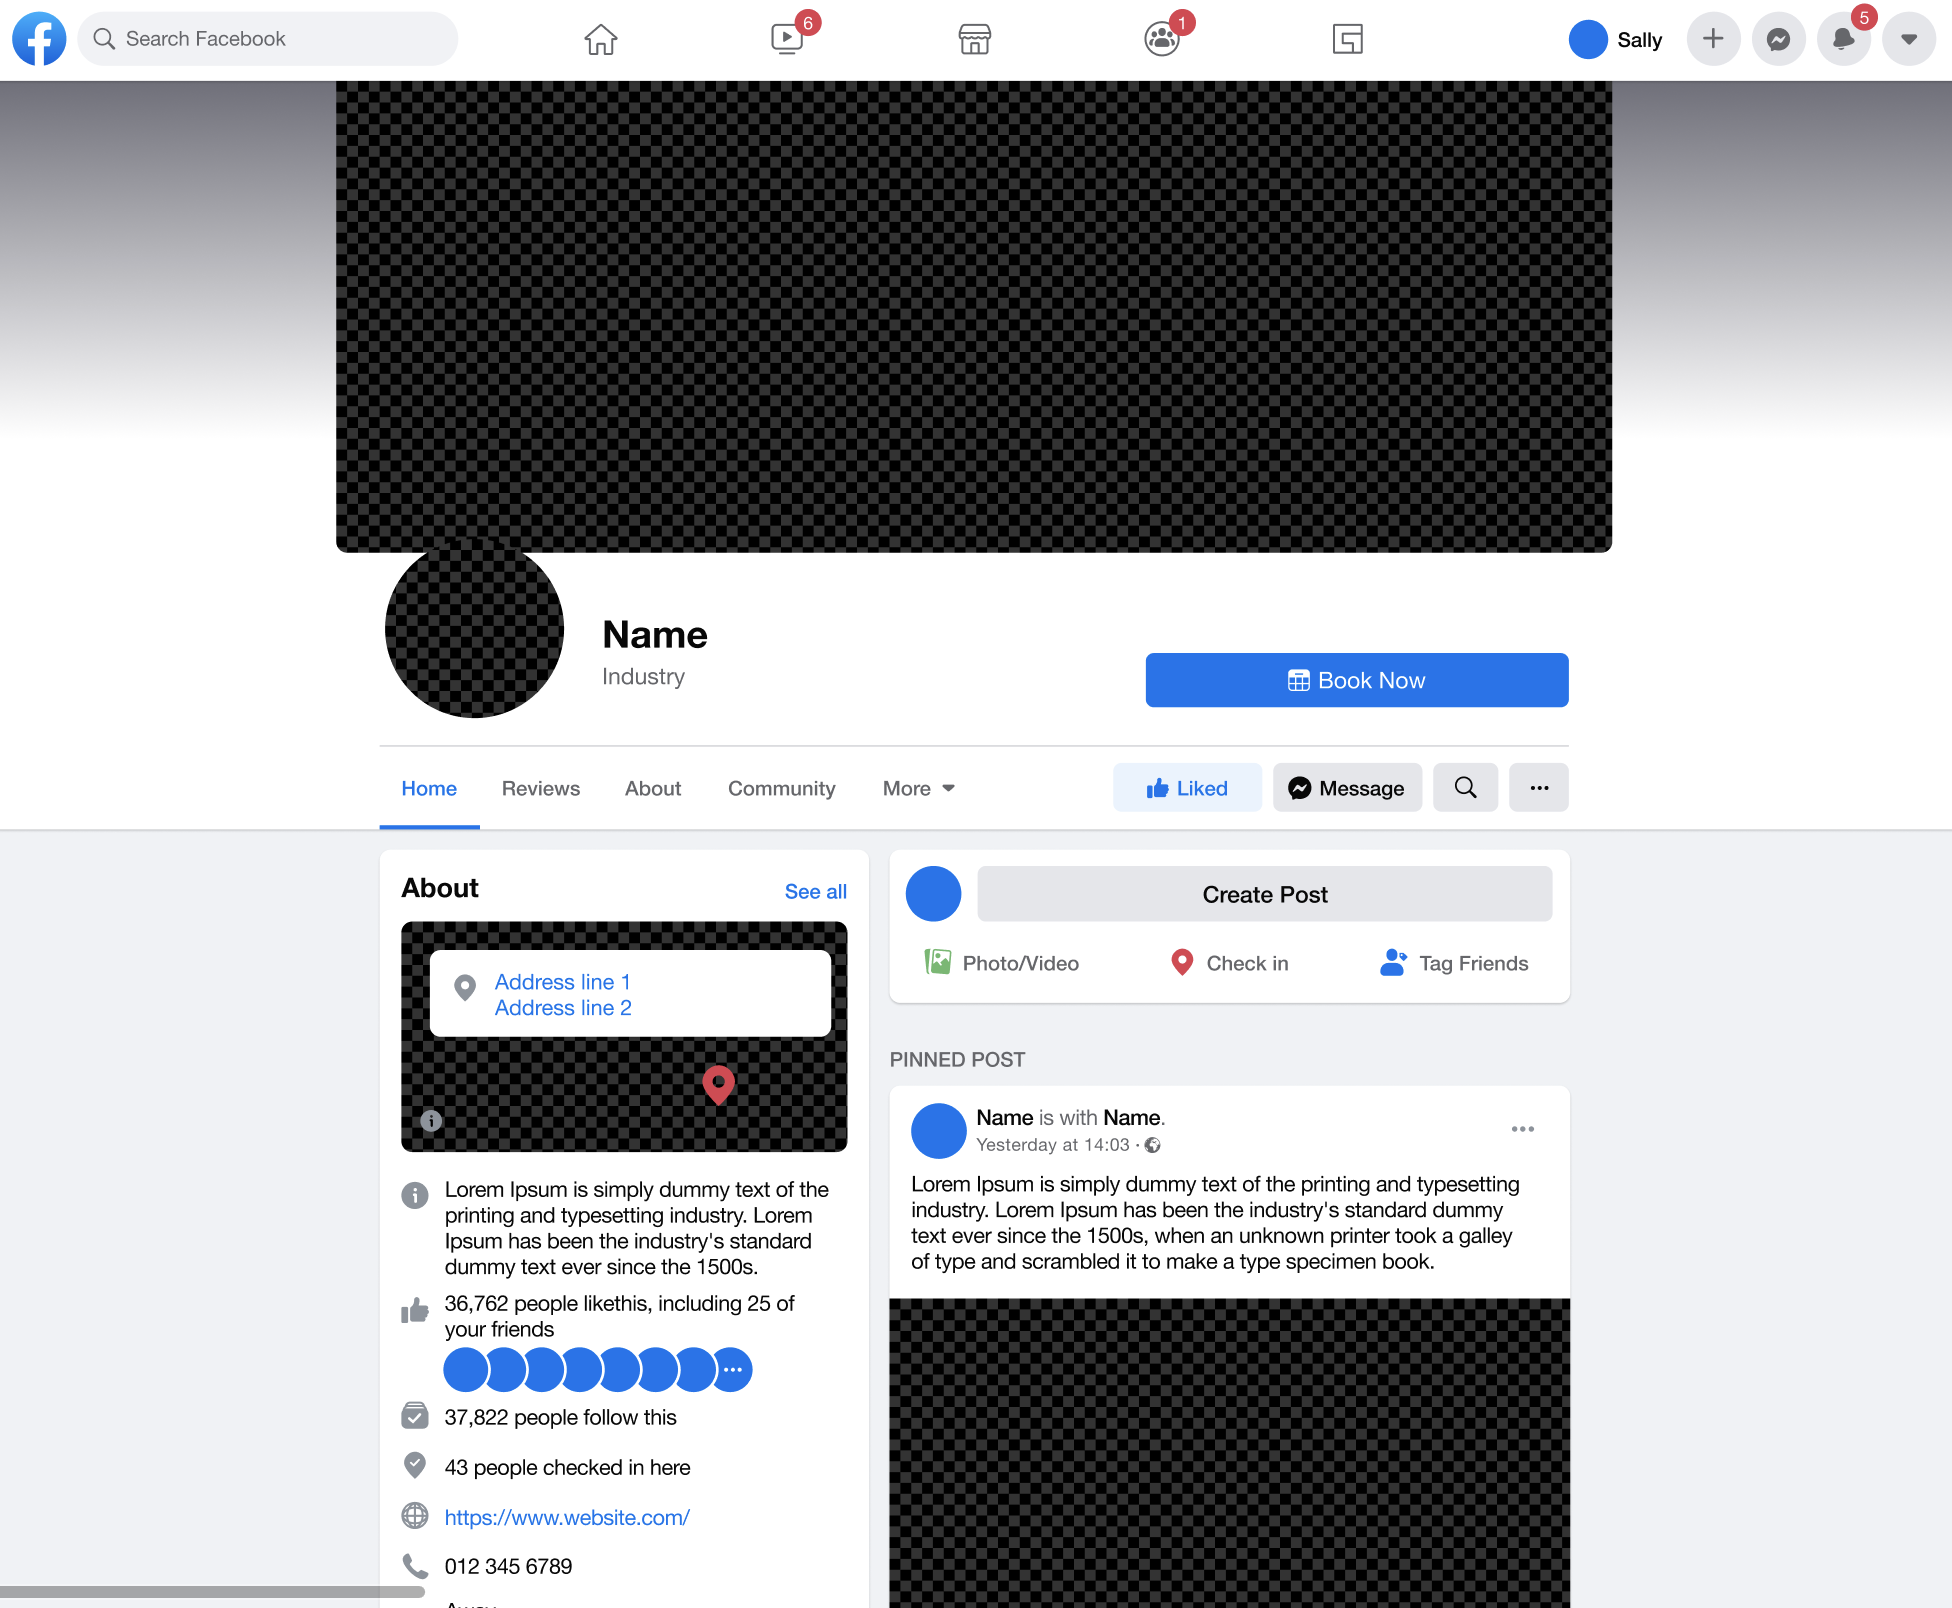 Search Facebook
6
1
Sally
5
Name
Industry
Book Now
Home
Reviews
About
Community
More
Liked
Message
About
See all
Address line 1
Address line 2
Lorem Ipsum is simply dummy text of the
printing and typesetting industry. Lorem
Ipsum has been the industry's standard
dummy text ever since the 1500s.
36,762 people likethis, including 25 of
your friends
37,822 people follow this
43 people checked in here
https://www.website.com/
012 345 6789
Create Post
Photo/Video
Check in
Tag Friends
PINNED POST
Name is with Name.
Yesterday at 14:03 ·
Lorem Ipsum is simply dummy text of the printing and typesetting
industry. Lorem Ipsum has been the industry's standard dummy
text ever since the 1500s, when an unknown printer took a galley
of type and scrambled it to make a type specimen book.